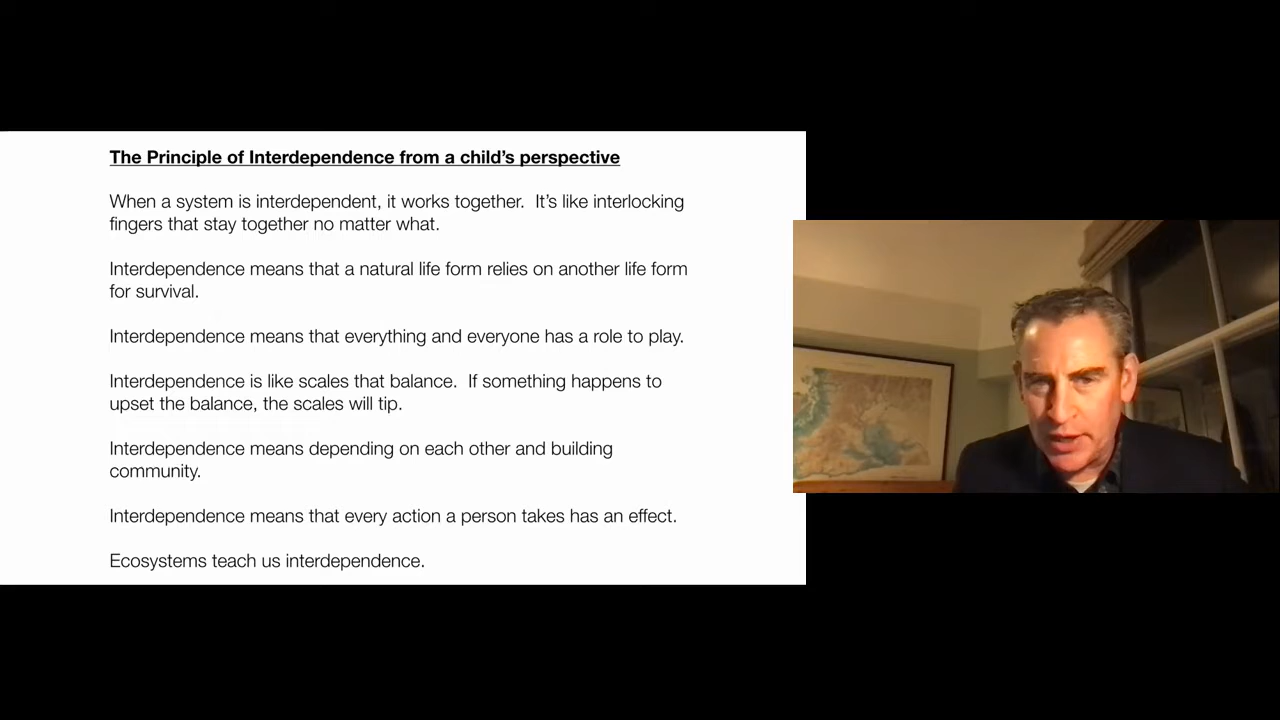 The Principle of Interdependence from a child's perspective
When a system is interdependent, it works together.  It's like interlocking
fingers that stay together no matter what.
Interdependence means that a natural life form relies on another life form
for survival.
Interdependence means that everything and everyone has a role to play.
Interdependence is like scales that balance.  If something happens to
upset the balance, the scales will tip.
Interdependence means depending on each other and building
community.
Interdependence means that every action a person takes has an effect.
Ecosystems teach us interdependence.